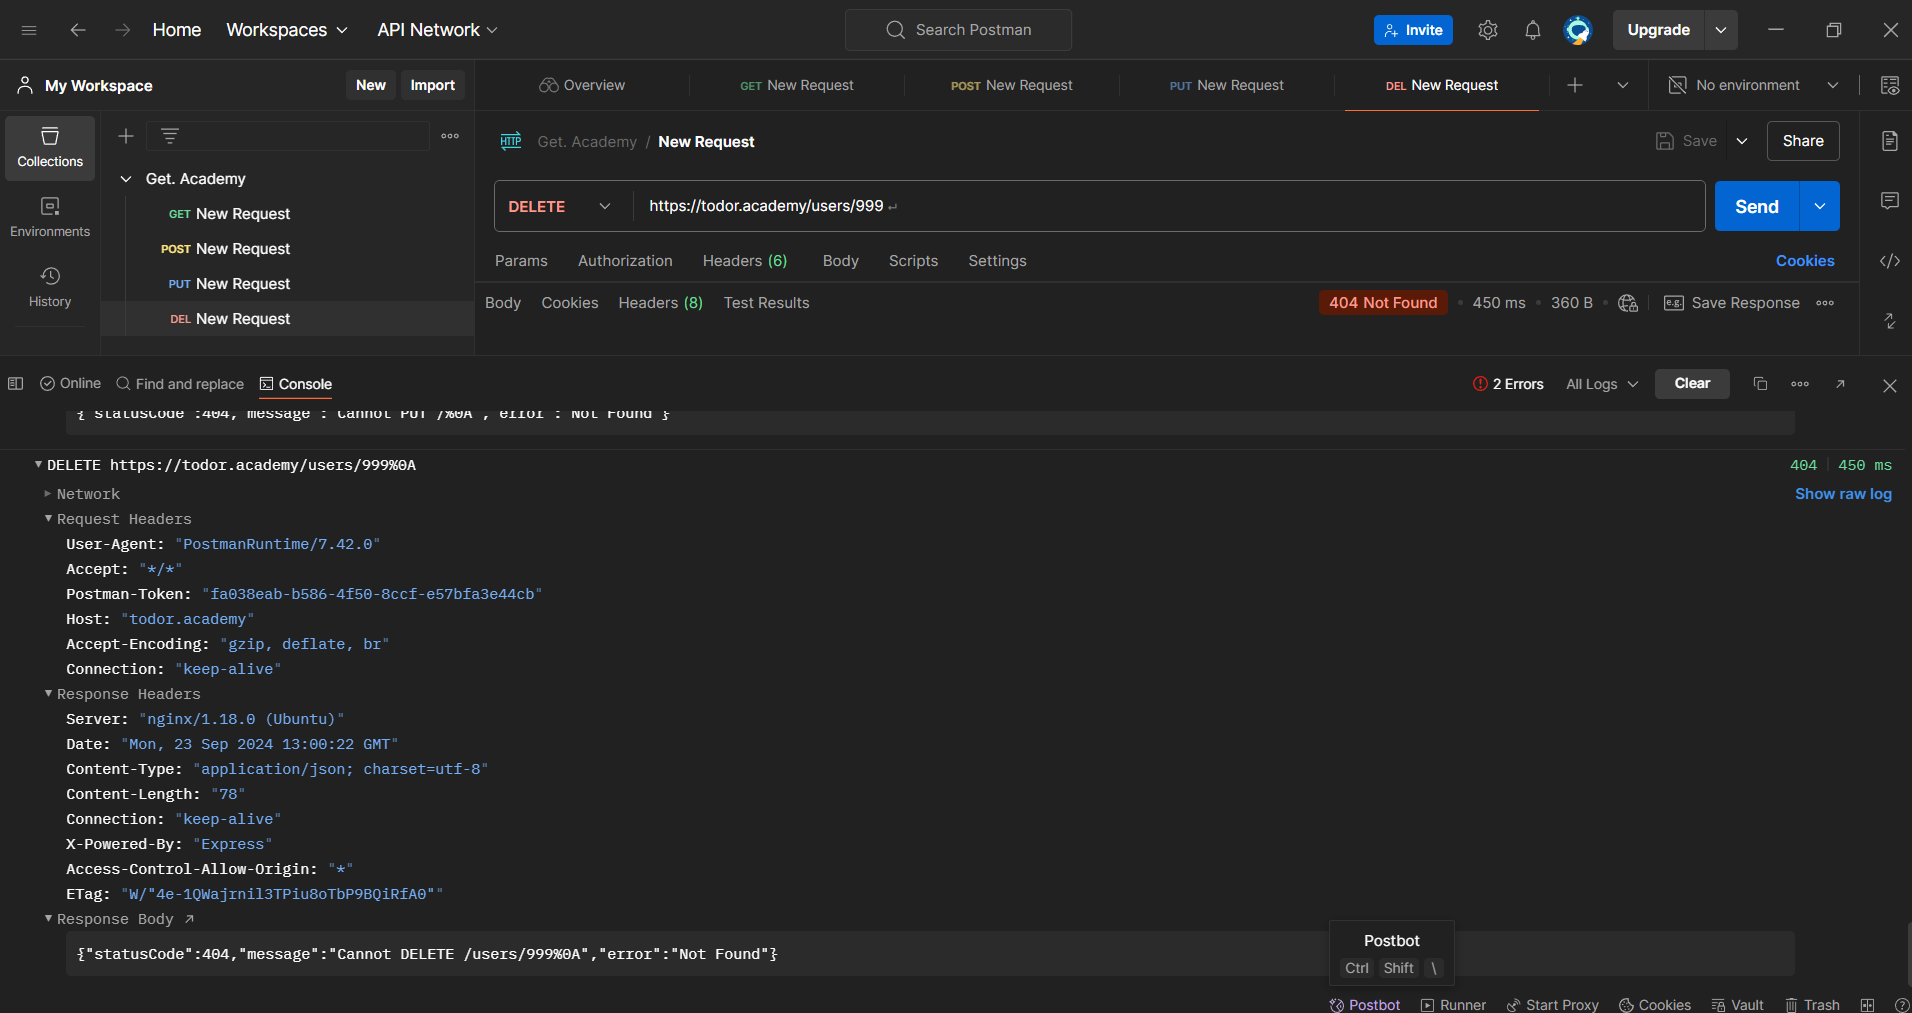 Home Workspaces API Network Search Postman Invite Upgrade
My Workspace New Import Overview GET New Request POST New Request PUT New Request DEL New Request No environment
Collections
Environments
History
Get. Academy
GET New Request
POST New Request
PUT New Request
DEL New Request
HTTP Get. Academy / New Request Save Share
DELETE https://todor.academy/users/999 Send
Params Authorization Headers (6) Body Scripts Settings Cookies
Body Cookies Headers (8) Test Results 404 Not Found 450 ms 360 B e.g. Save Response
Online Find and replace Console 2 Errors All Logs Clear
{"statusCode":404,"message":"Cannot PUT /%0A","error":"Not Found"}
DELETE https://todor.academy/users/999%0A 404 450 ms
Network Show raw log
Request Headers
User-Agent: "PostmanRuntime/7.42.0"
Accept: "*/*"
Postman-Token: "fa038eab-b586-4f50-8ccf-e57bfa3e44cb"
Host: "todor.academy"
Accept-Encoding: "gzip, deflate, br"
Connection: "keep-alive"
Response Headers
Server: "nginx/1.18.0 (Ubuntu)"
Date: "Mon, 23 Sep 2024 13:00:22 GMT"
Content-Type: "application/json; charset=utf-8"
Content-Length: "78"
Connection: "keep-alive"
X-Powered-By: "Express"
Access-Control-Allow-Origin: "*"
ETag: "W/"4e-1QWajrnil3TPiu8oTbP9BQiRfA0""
Response Body
{"statusCode":404,"message":"Cannot DELETE /users/999%0A","error":"Not Found"}
Postbot
Ctrl Shift \
Postbot Runner Start Proxy Cookies Vault Trash